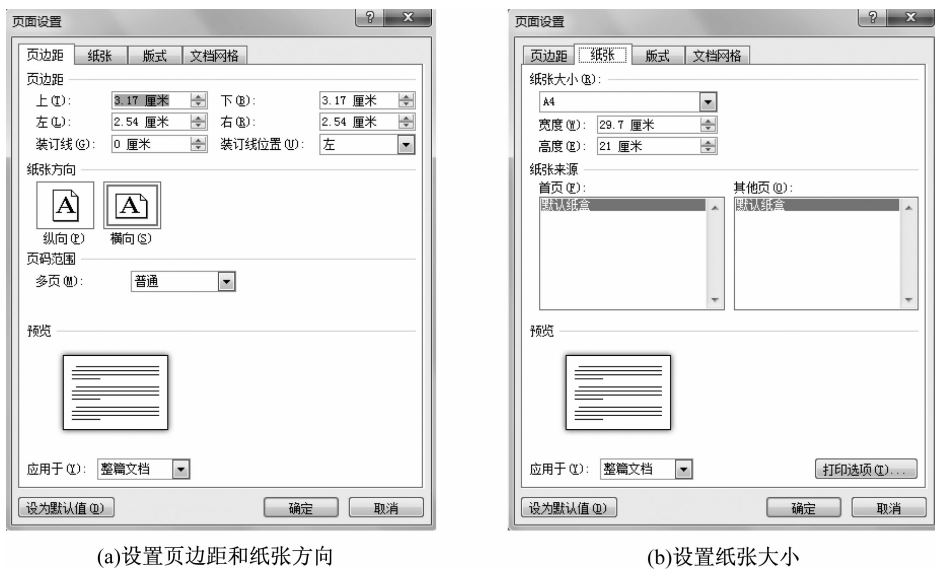 页面设置
页边距 纸张 版式 文档网格
页边距
上(T): 3.17 厘米 下(B): 3.17 厘米
左(L): 2.54 厘米 右(R): 2.54 厘米
装订线(G): 0 厘米 装订线位置(U): 左
纸张方向
A A
纵向(P) 横向(S)
页码范围
多页(M): 普通
预览
应用于(Y): 整篇文档
设为默认值(D) 确定 取消
(a)设置页边距和纸张方向
页面设置
页边距 纸张 版式 文档网格
纸张大小(R):
A4
宽度(W): 29.7 厘米
高度(E): 21 厘米
纸张来源
首页(F): 其他页(O):
默认纸盒 默认纸盒
预览
应用于(Y): 整篇文档
打印选项(T)...
设为默认值(D) 确定 取消
(b)设置纸张大小